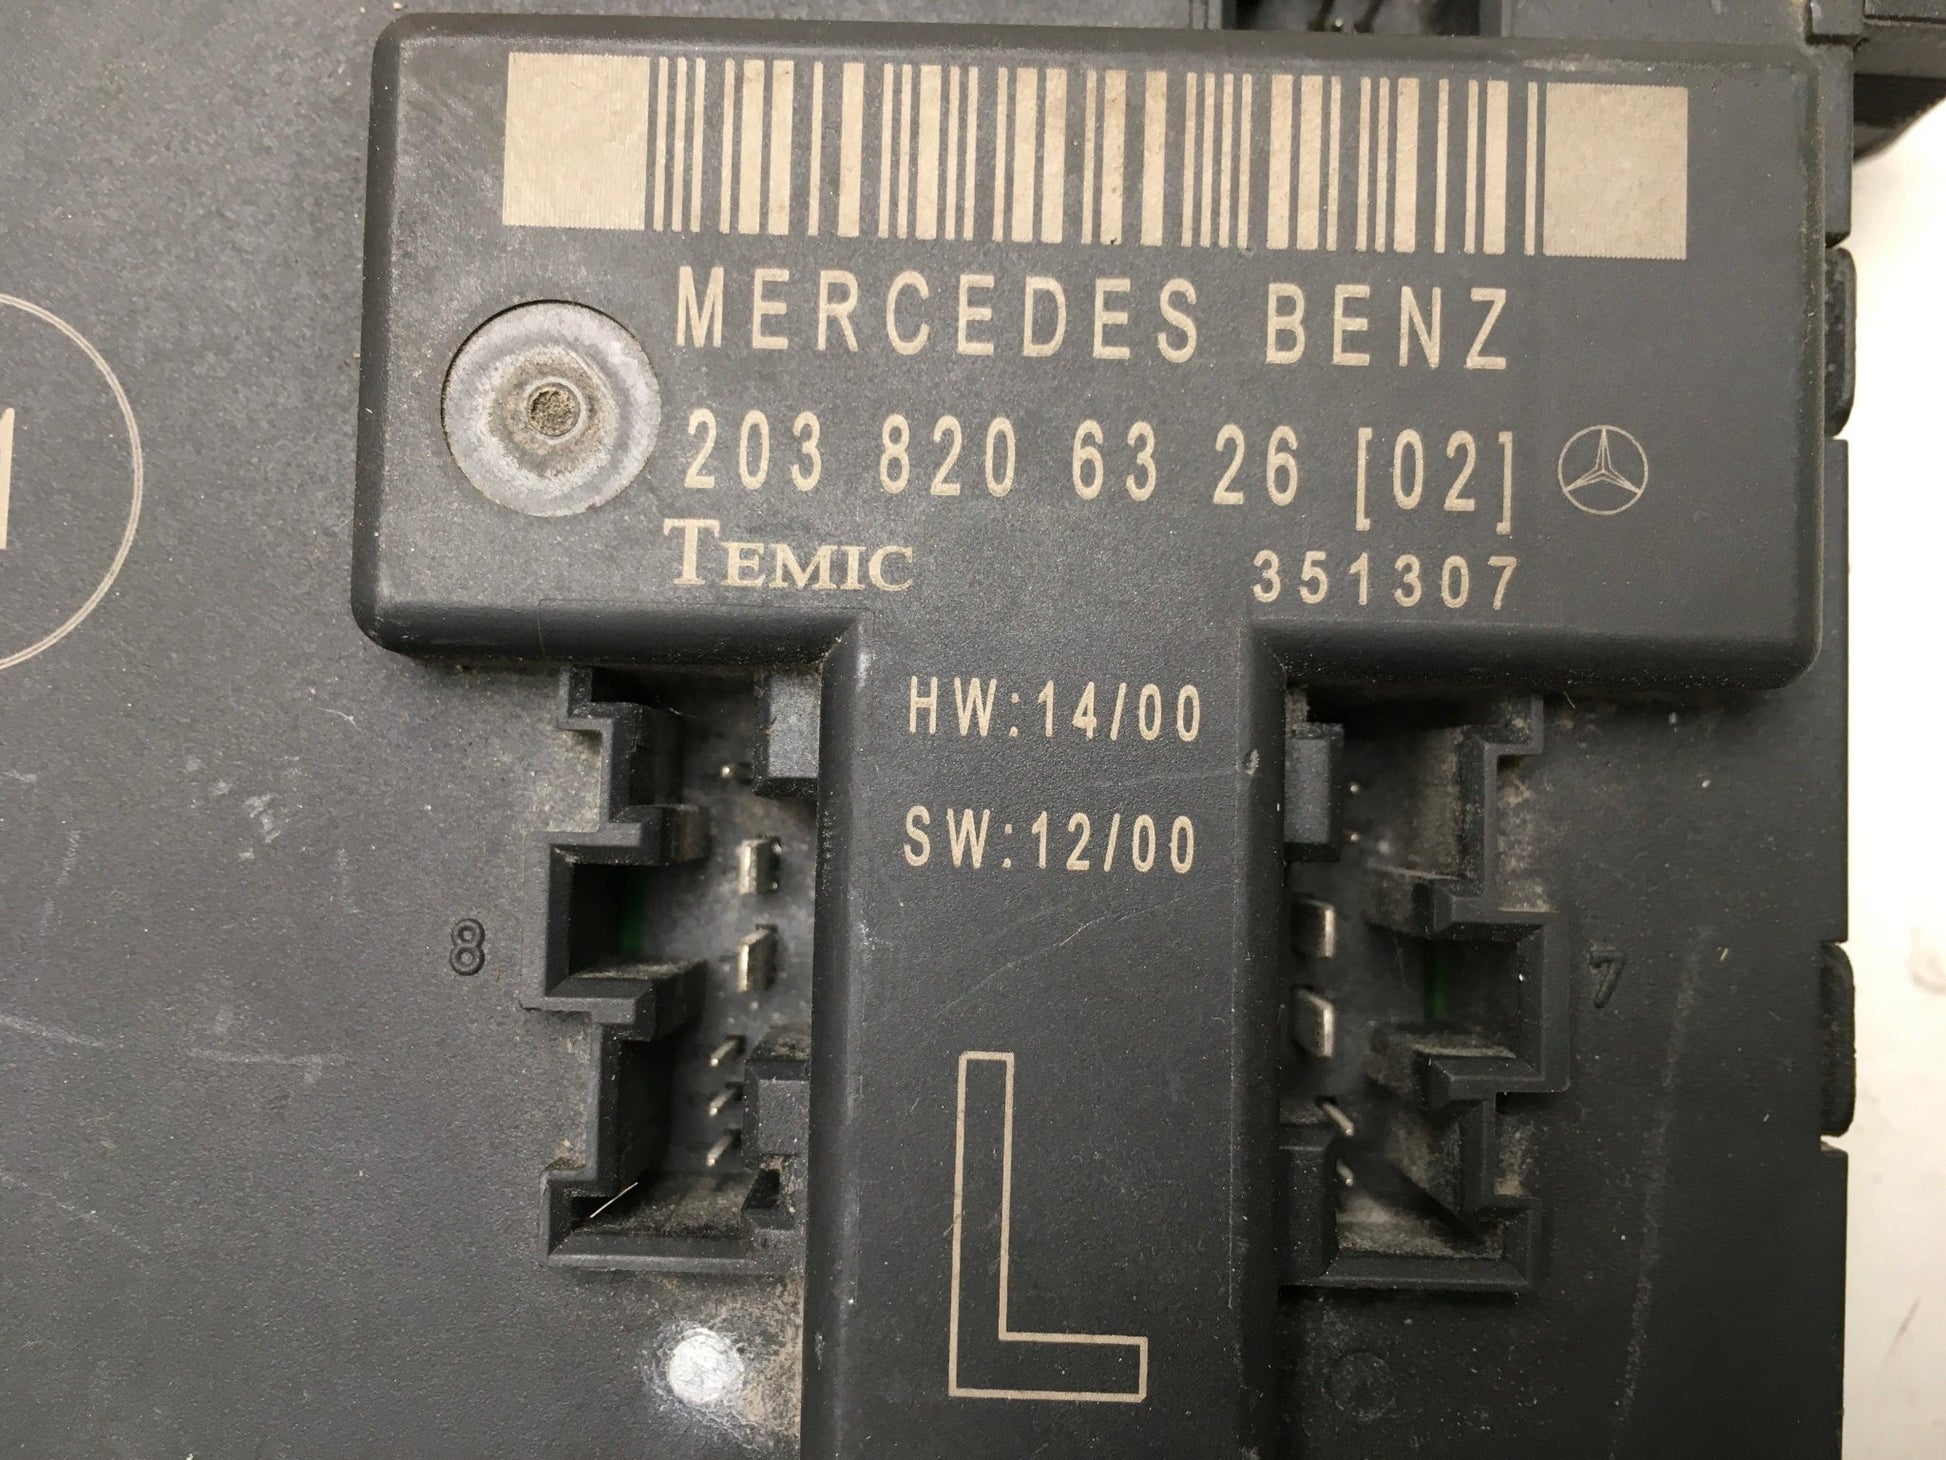 MERCEDES BENZ
203 820 63 26 [02]
TEMIC 351307
HW:14/00
SW:12/00
8
7
L